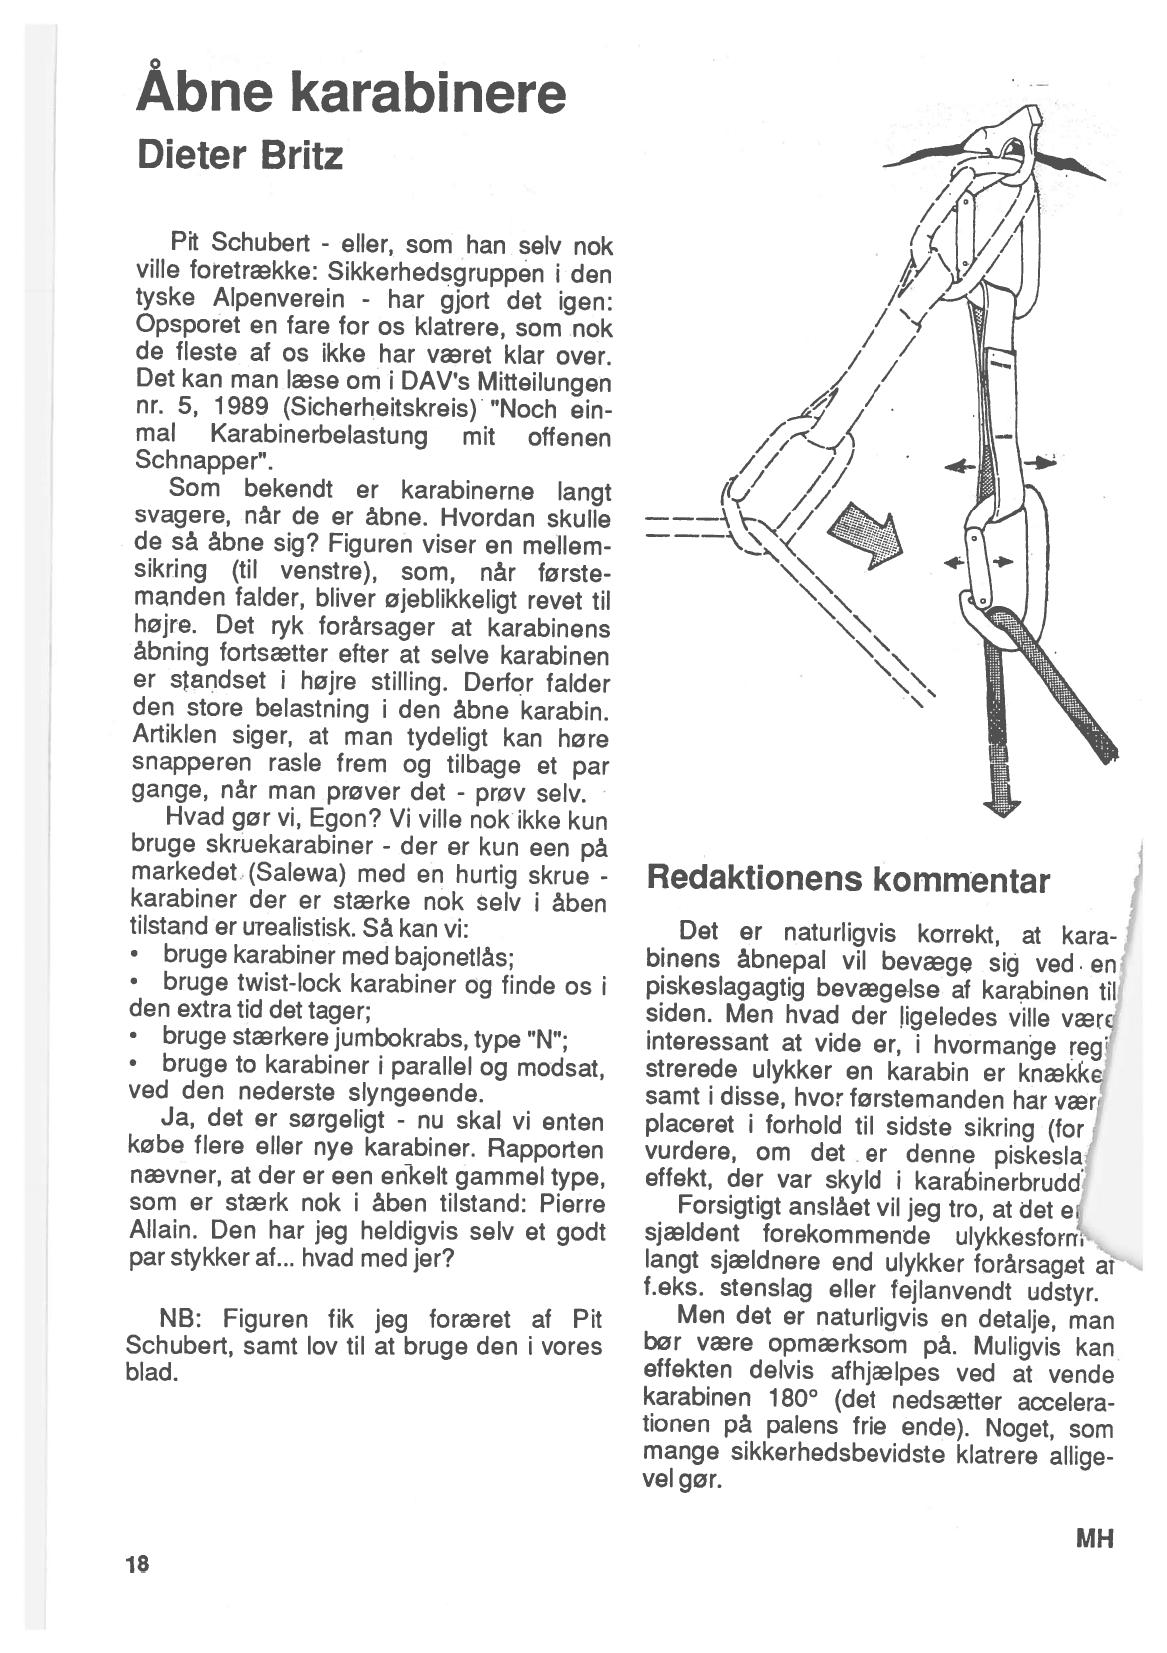 Åbne karabinere
Dieter Britz
Pit Schubert - eller, som han selv nok
ville foretrække: Sikkerhedsgruppen i den
tyske Alpenverein - har gjort det igen:
Opsporet en fare for os klatrere, som nok
de fleste af os ikke har været klar over.
Det kan man læse om i DAV's Mitteilungen
nr. 5, 1989 (Sicherheitskreis) "Noch ein-
mal Karabinerbelastung mit offenen
Schnapper".
Som bekendt er karabinerne langt
svagere, når de er åbne. Hvordan skulle
de så åbne sig? Figuren viser en mellem-
sikring (til venstre), som, når første-
manden falder, bliver øjeblikkeligt revet til
højre. Det ryk forårsager at karabinens
åbning fortsætter efter at selve karabinen
er standset i højre stilling. Derfor falder
den store belastning i den åbne karabin.
Artiklen siger, at man tydeligt kan høre
snapperen rasle frem og tilbage et par
gange, når man prøver det - prøv selv.
Hvad gør vi, Egon? Vi ville nok ikke kun
bruge skruekarabiner - der er kun een på
markedet (Salewa) med en hurtig skrue -
karabiner der er stærke nok selv i åben
tilstand er urealistisk. Så kan vi:
• bruge karabiner med bajonetlås;
• bruge twist-lock karabiner og finde os i
den extra tid det tager;
• bruge stærkere jumbokrabs, type "N";
• bruge to karabiner i parallel og modsat,
ved den nederste slyngeende.
Ja, det er sørgeligt - nu skal vi enten
købe flere eller nye karabiner. Rapporten
nævner, at der er een enkelt gammel type,
som er stærk nok i åben tilstand: Pierre
Allain. Den har jeg heldigvis selv et godt
par stykker af... hvad med jer?
NB: Figuren fik jeg foræret af Pit
Schubert, samt lov til at bruge den i vores
blad.
Redaktionens kommentar
Det er naturligvis korrekt, at kara-
binens åbnepal vil bevæge sig ved en
piskeslagagtig bevægelse af karabinen til
siden. Men hvad der ligeledes ville være
interessant at vide er, i hvormange regi
strerede ulykker en karabin er knække
samt i disse, hvor førstemanden har vær
placeret i forhold til sidste sikring (for
vurdere, om det er denne piskesla
effekt, der var skyld i karabinerbrudd
Forsigtigt anslået vil jeg tro, at det e
sjældent forekommende ulykkesform
langt sjældnere end ulykker forårsaget af
f.eks. stenslag eller fejlanvendt udstyr.
Men det er naturligvis en detalje, man
bør være opmærksom på. Muligvis kan
effekten delvis afhjælpes ved at vende
karabinen 180° (det nedsætter accelera-
tionen på palens frie ende). Noget, som
mange sikkerhedsbevidste klatrere allige-
vel gør.
MH
18